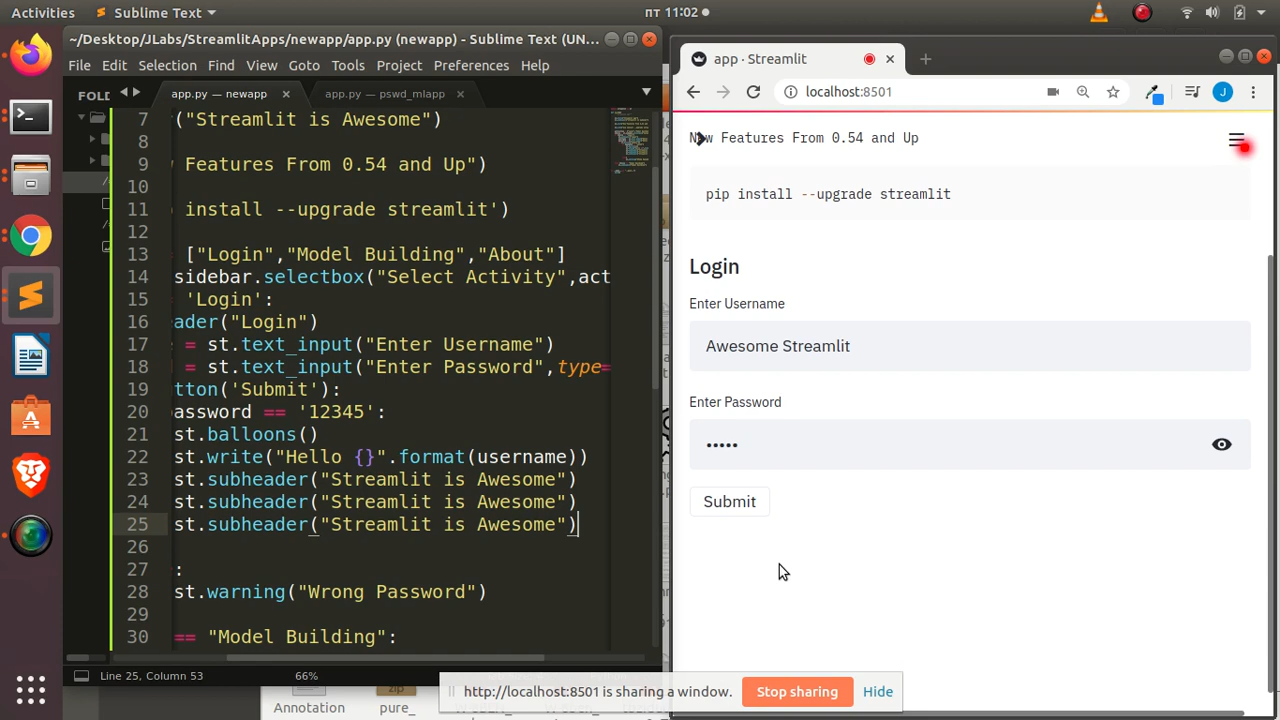 Activities
Sublime Text
пт 11:02
~/Desktop/JLabs/StreamlitApps/newapp/app.py (newapp) - Sublime Text (UN...
File Edit Selection Find View Goto Tools Project Preferences Help
FOL
app.py — newapp
app.py — pswd_mlapp
7 ("Streamlit is Awesome")
8
9 Features From 0.54 and Up")
10
11 install --upgrade streamlit')
12
13 ["Login","Model Building","About"]
14 sidebar.selectbox("Select Activity",act
15 'Login':
16 ader("Login")
17 = st.text_input("Enter Username")
18 = st.text_input("Enter Password",type=
19 tton('Submit'):
20 password == '12345':
21 st.balloons()
22 st.write("Hello {}".format(username))
23 st.subheader("Streamlit is Awesome")
24 st.subheader("Streamlit is Awesome")
25 st.subheader("Streamlit is Awesome")
26
27 :
28 st.warning("Wrong Password")
29
30 == "Model Building":
Line 25, Column 53
66%
app · Streamlit
localhost:8501
J
New Features From 0.54 and Up
pip install --upgrade streamlit
Login
Enter Username
Awesome Streamlit
Enter Password
•••••
Submit
http://localhost:8501 is sharing a window.
Stop sharing
Hide
zip
Annotation
pure_